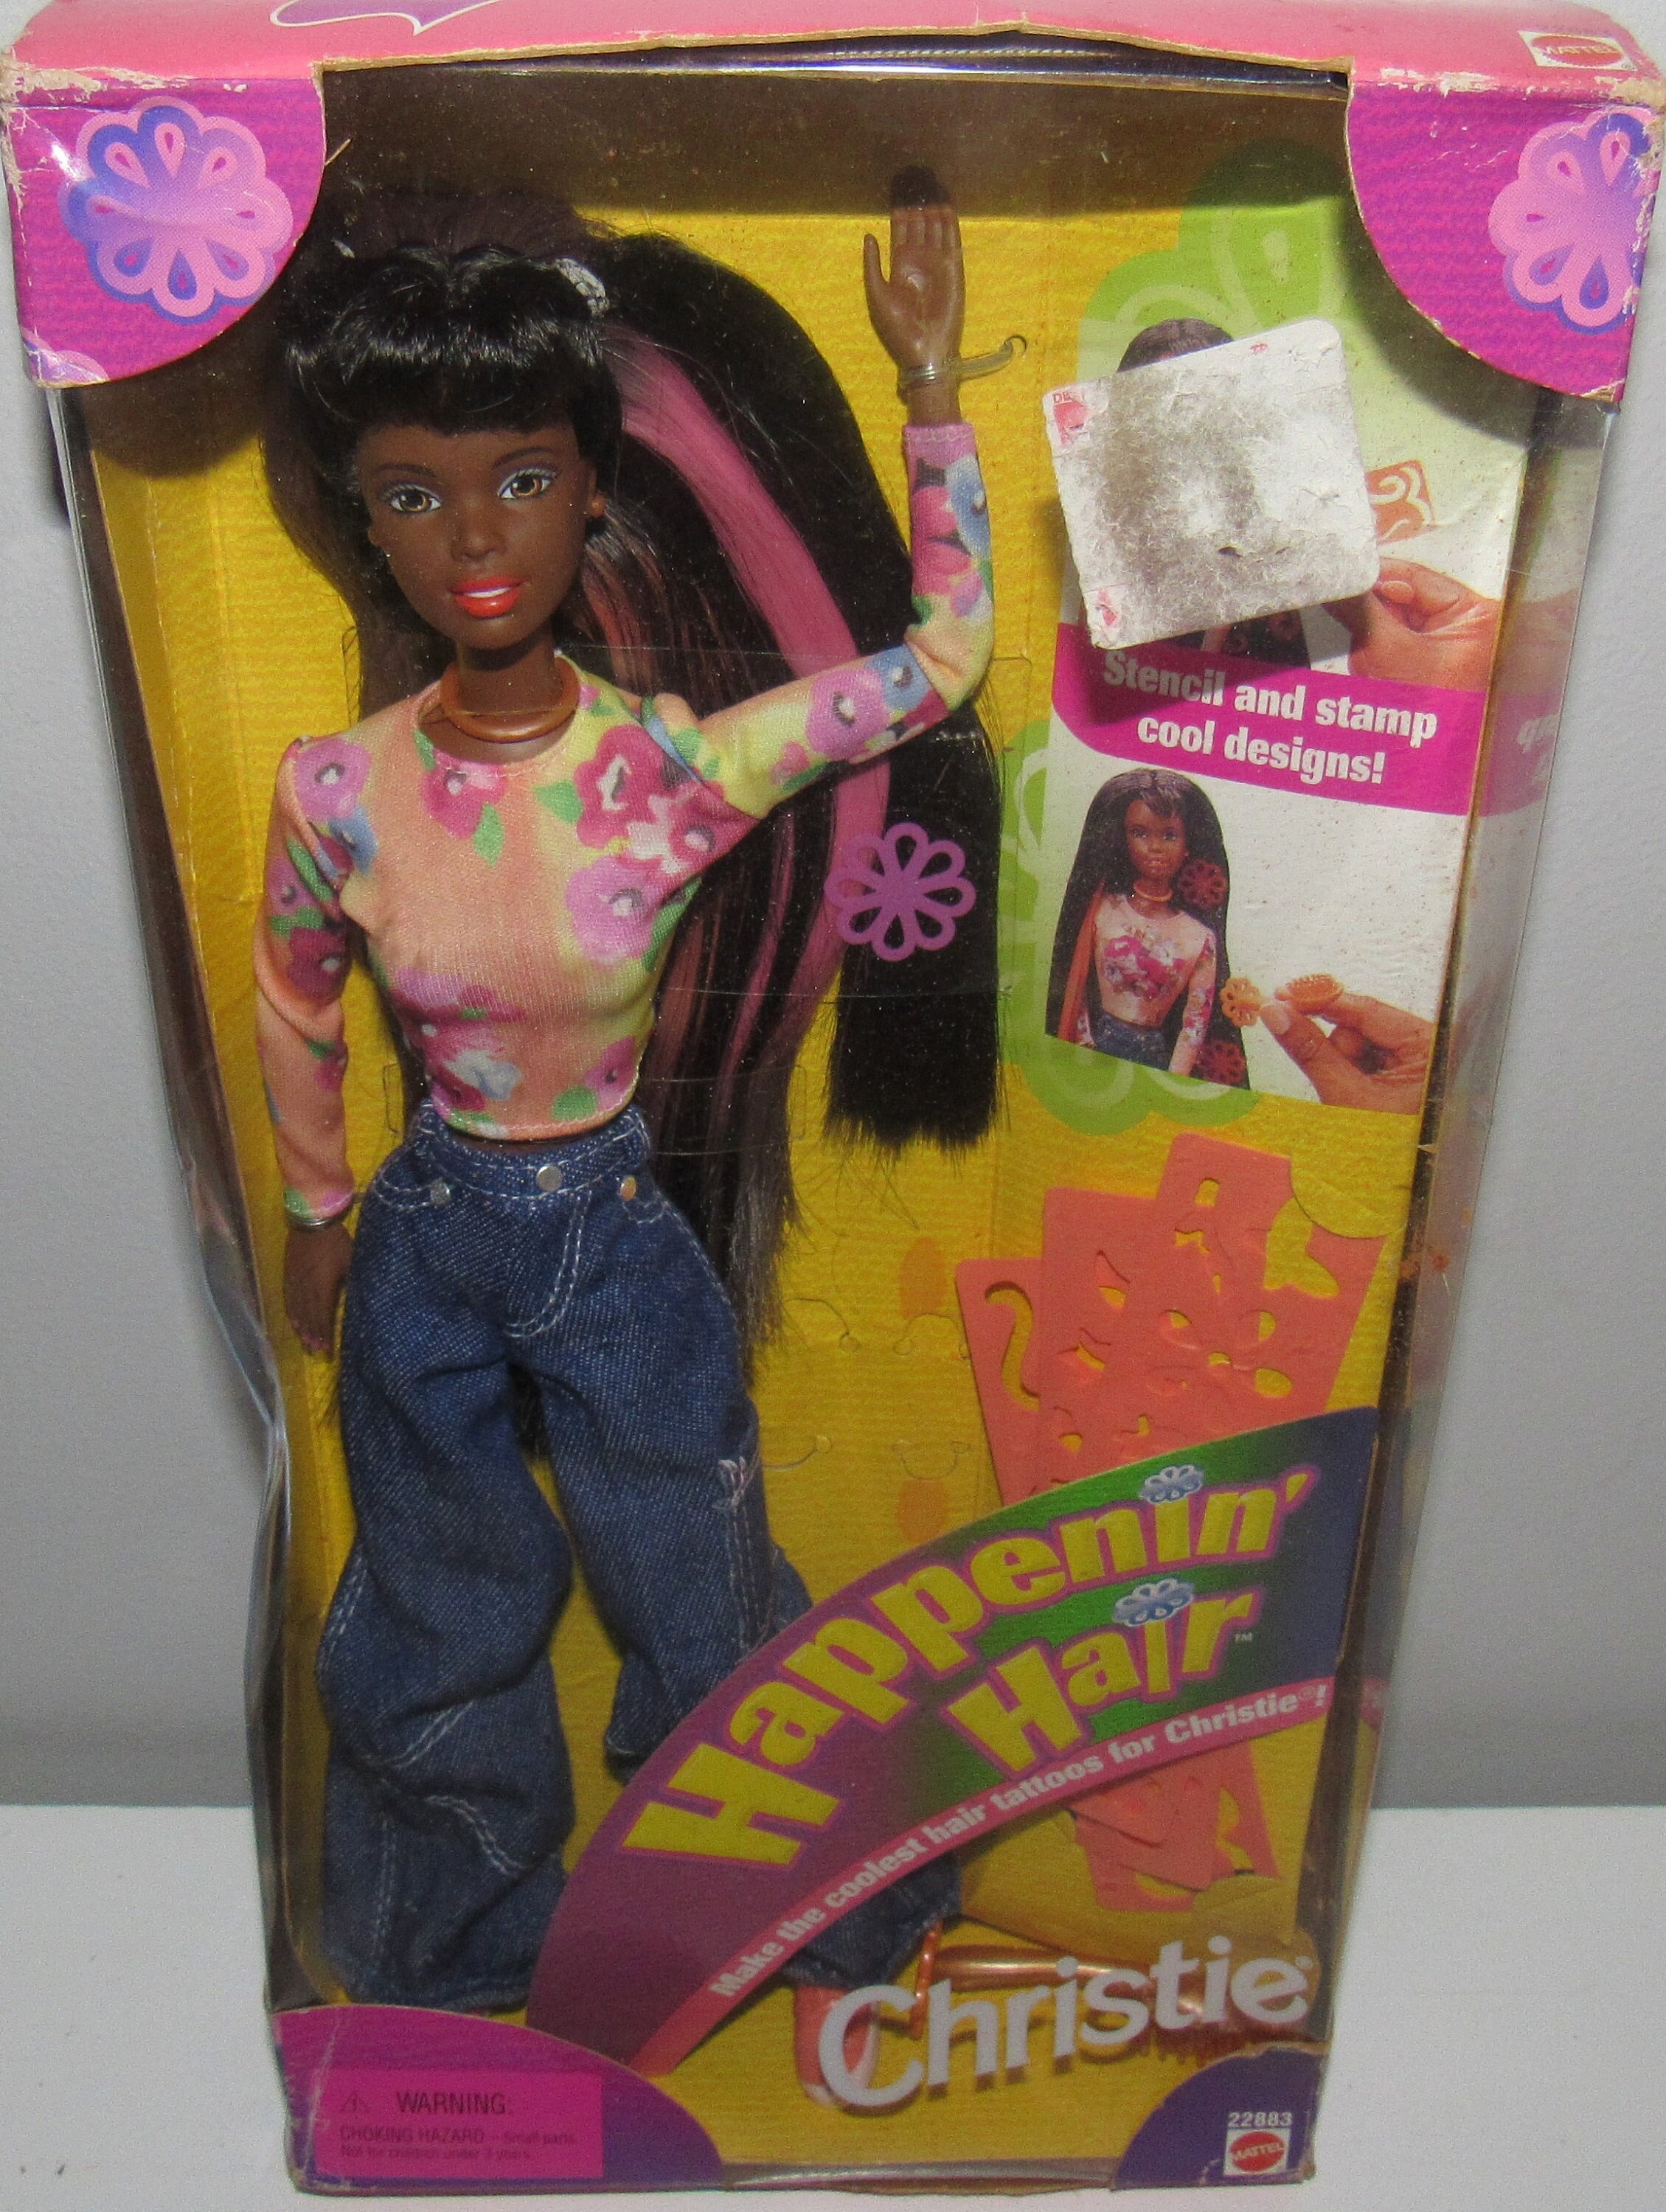 MATTEL
Stencil and stamp
cool designs!
Happenin'
Hair™
Make the coolest hair tattoos for Christie®!
Christie®
⚠ WARNING:
CHOKING HAZARD – Small parts.
Not for children under 3 years.
22883
MATTEL